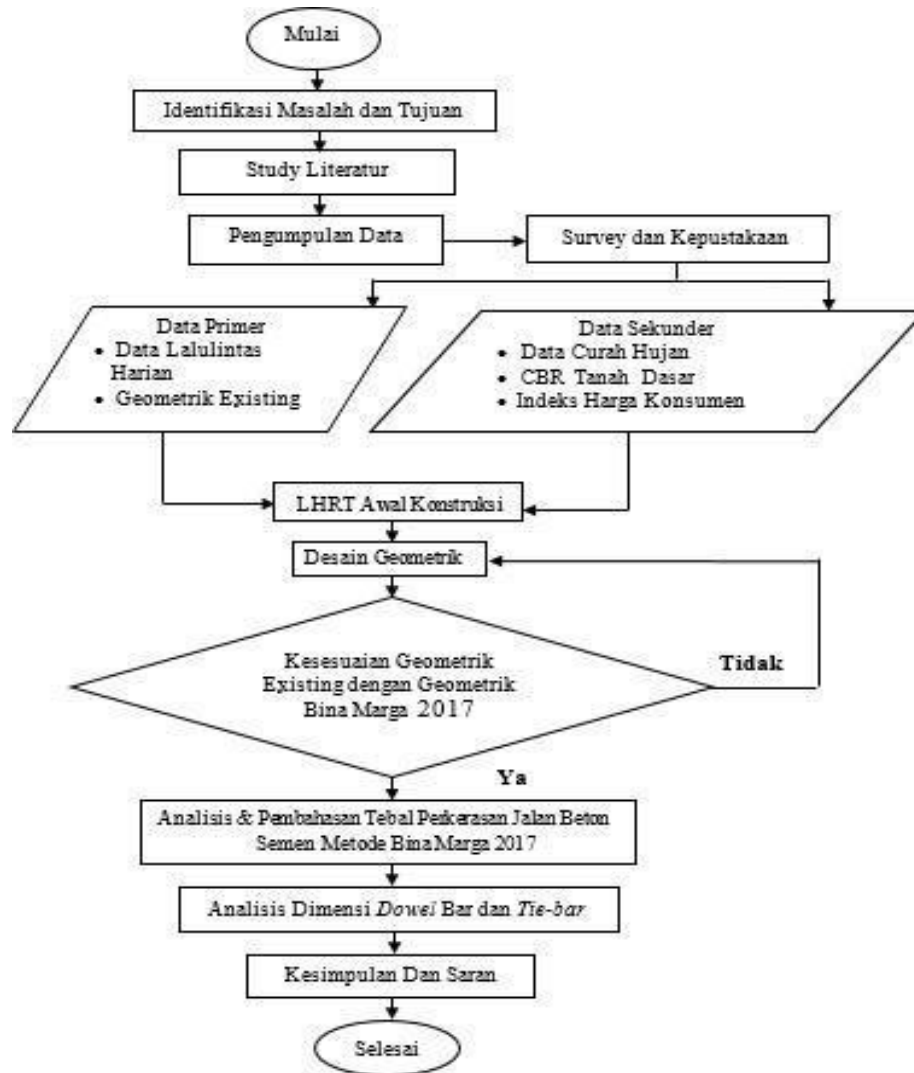 Mulai
Identifikasi Masalah dan Tujuan
Study Literatur
Pengumpulan Data
Survey dan Kepustakaan
Data Primer
• Data Lalulintas
Harian
• Geometrik Existing
Data Sekunder
• Data Curah Hujan
• CBR Tanah Dasar
• Indeks Harga Konsumen
LHRT Awal Konstruksi
Desain Geometrik
Kesesuaian Geometrik
Existing dengan Geometrik
Bina Marga 2017
Tidak
Ya
Analisis & Pembahasan Tebal Perkerasan Jalan Beton
Semen Metode Bina Marga 2017
Analisis Dimensi Dowel Bar dan Tie-bar
Kesimpulan Dan Saran
Selesai